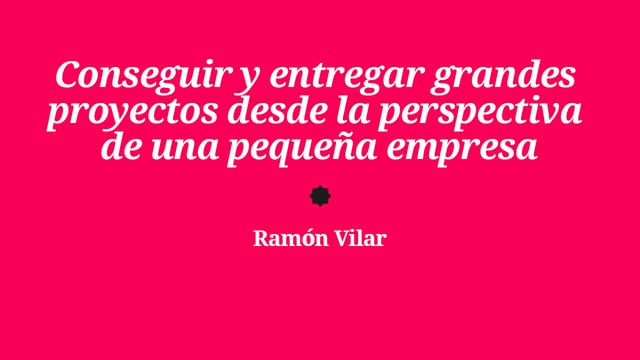 Conseguir y entregar grandes
proyectos desde la perspectiva
de una pequeña empresa
Ramón Vilar